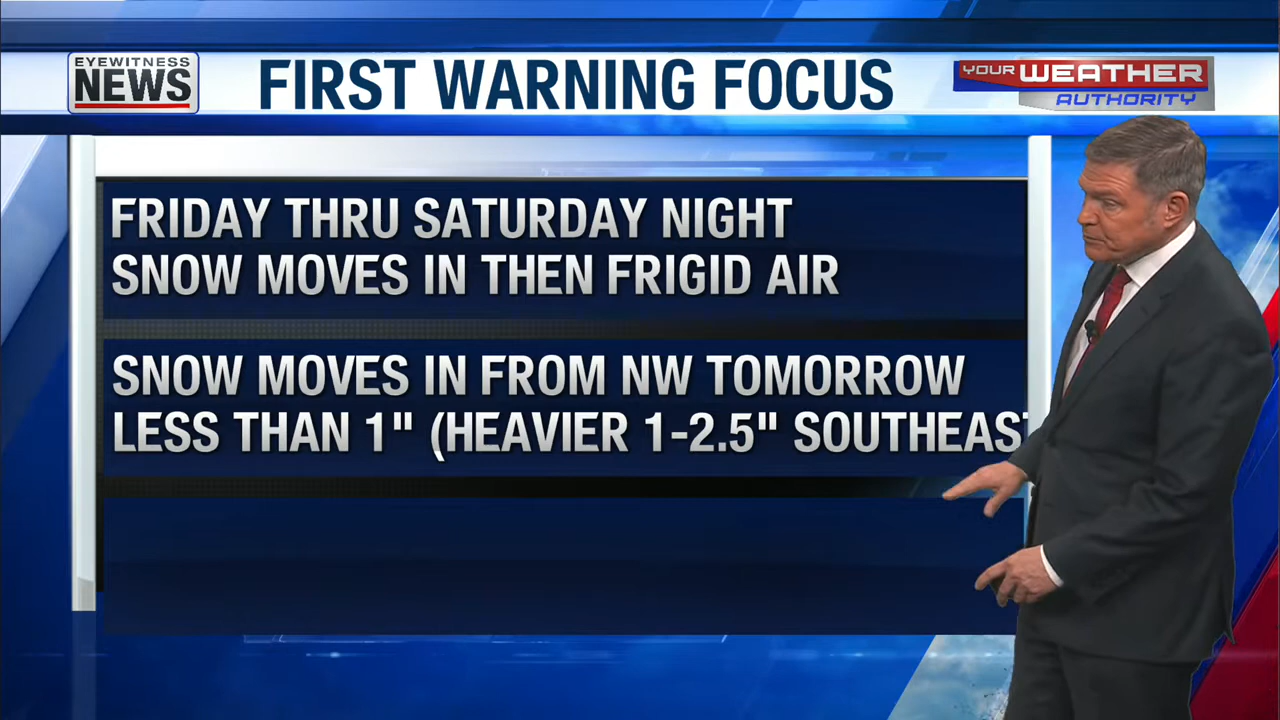 EYEWITNESS
NEWS
FIRST WARNING FOCUS
YOUR WEATHER
AUTHORITY
FRIDAY THRU SATURDAY NIGHT
SNOW MOVES IN THEN FRIGID AIR
SNOW MOVES IN FROM NW TOMORROW
LESS THAN 1" (HEAVIER 1-2.5" SOUTHEAST